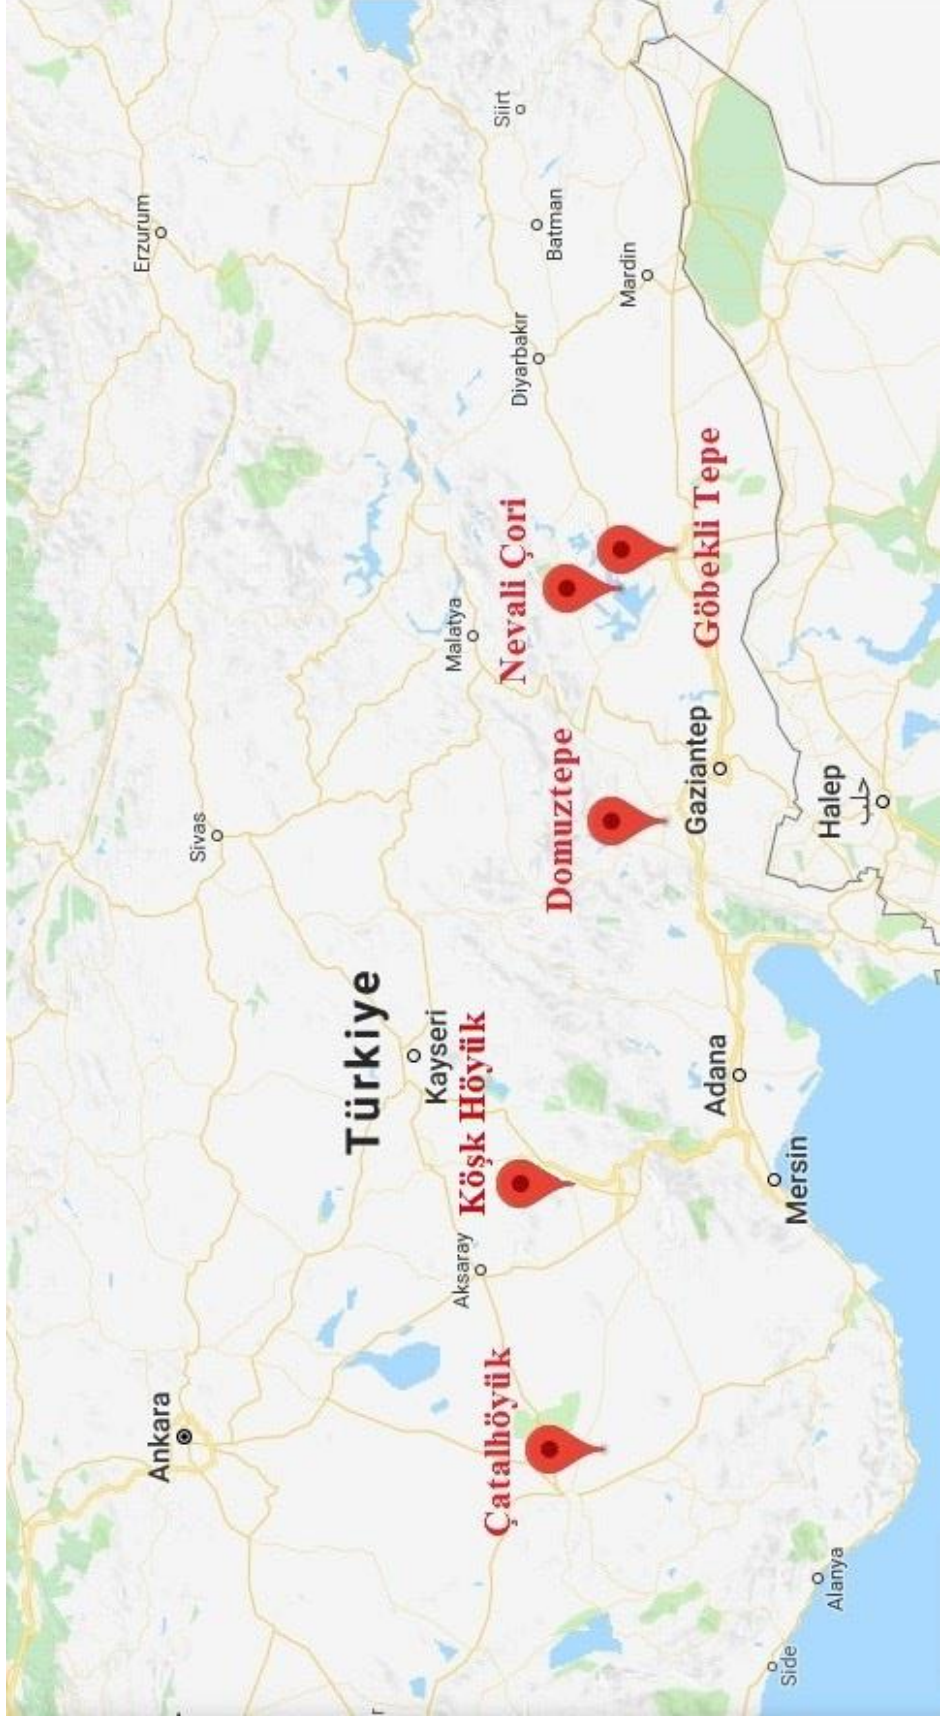 Erzurum
Siirt
Batman
Mardin
Diyarbakır
Nevali Çori
Göbekli Tepe
Malatya
Domuztepe
Gaziantep
Halep
حلب
Sivas
Türkiye
Kayseri
Köşk Höyük
Adana
Mersin
Aksaray
Ankara
Çatalhöyük
Alanya
Side
r